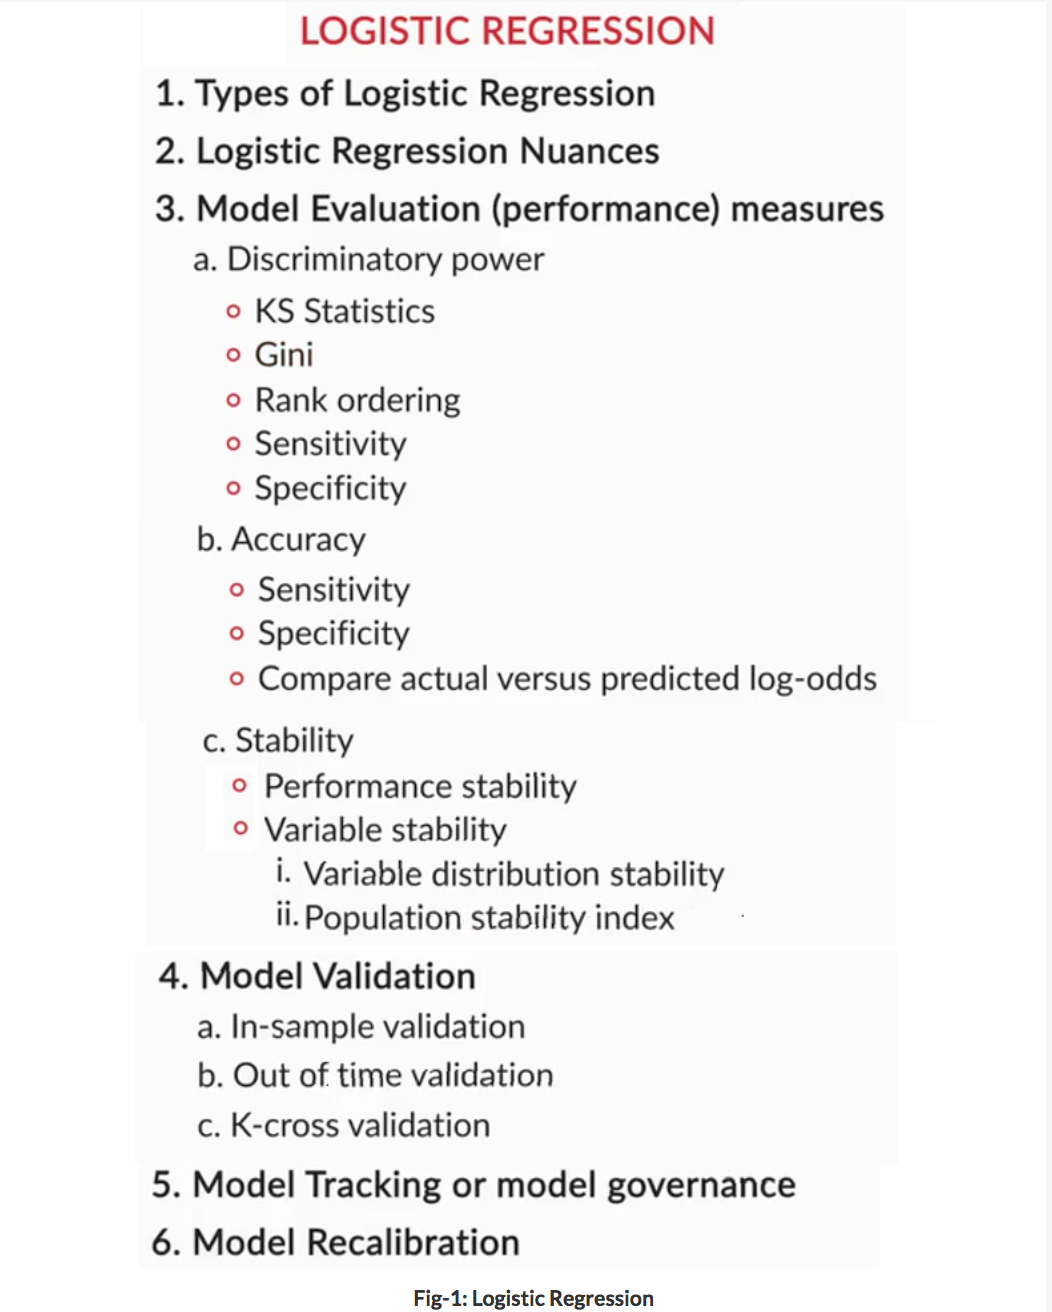 LOGISTIC REGRESSION
1. Types of Logistic Regression
2. Logistic Regression Nuances
3. Model Evaluation (performance) measures
a. Discriminatory power
KS Statistics
Gini
Rank ordering
Sensitivity
Specificity
b. Accuracy
Sensitivity
Specificity
Compare actual versus predicted log-odds
c. Stability
Performance stability
Variable stability
i. Variable distribution stability
ii. Population stability index
4. Model Validation
a. In-sample validation
b. Out of time validation
c. K-cross validation
5. Model Tracking or model governance
6. Model Recalibration
Fig-1: Logistic Regression